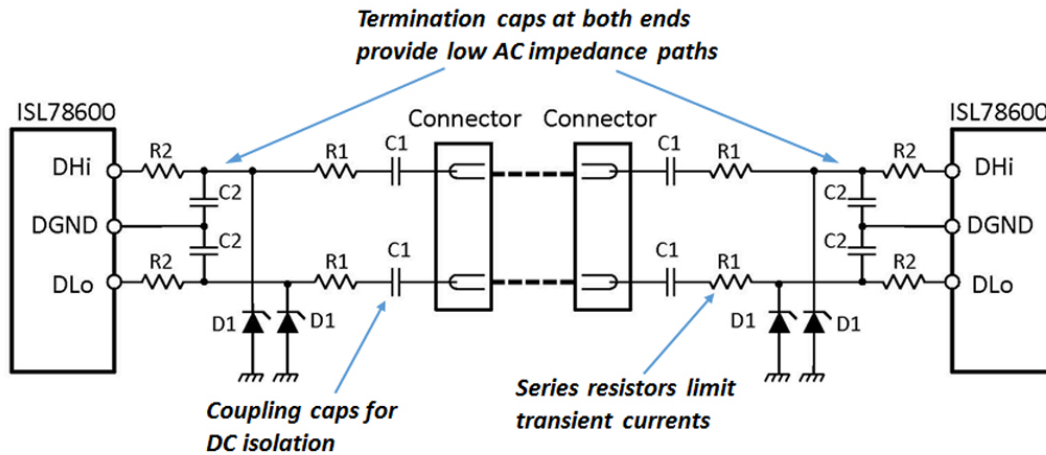 Termination caps at both ends
provide low AC impedance paths
ISL78600
ISL78600
Connector
Connector
DHi
R2
R1
C1
C1
R1
R2
DHi
C2
C2
DGND
DGND
C2
C2
DLo
R2
R1
C1
C1
R1
R2
DLo
D1
D1
D1
D1
Coupling caps for
DC isolation
Series resistors limit
transient currents